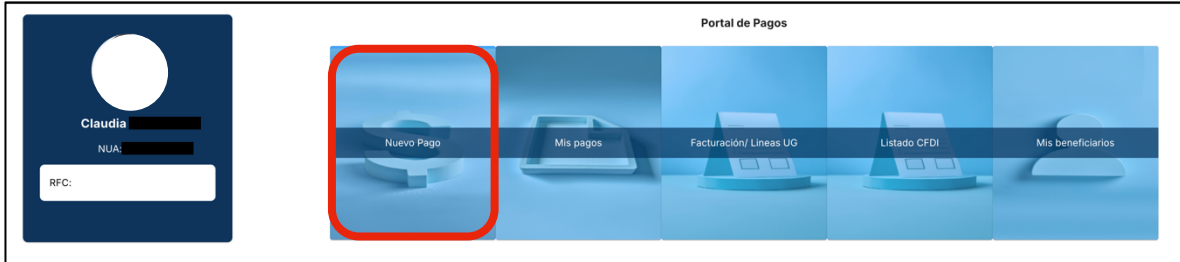 Portal de Pagos
Claudia
NUA:
RFC:
Nuevo Pago
Mis pagos
Facturación/ Lineas UG
Listado CFDI
Mis beneficiarios